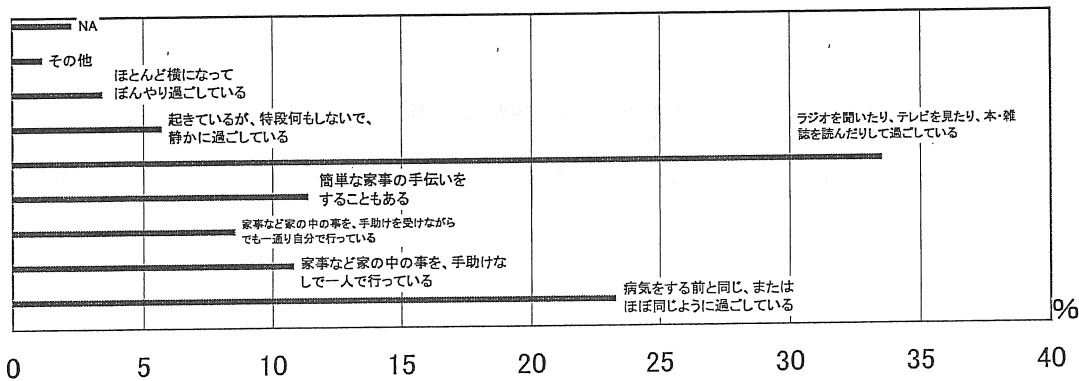 NA
その他
ほとんど横になって
ぼんやり過ごしている
起きているが、特段何もしないで、
静かに過ごしている
ラジオを聞いたり、テレビを見たり、本・雑
誌を読んだりして過ごしている
簡単な家事の手伝いを
することもある
家事など家の中の事を、手助けを受けながら
でも一通り自分で行っている
家事など家の中の事を、手助けな
しで一人で行っている
病気をする前と同じ、または
ほぼ同じように過ごしている
%
0 5 10 15 20 25 30 35 40